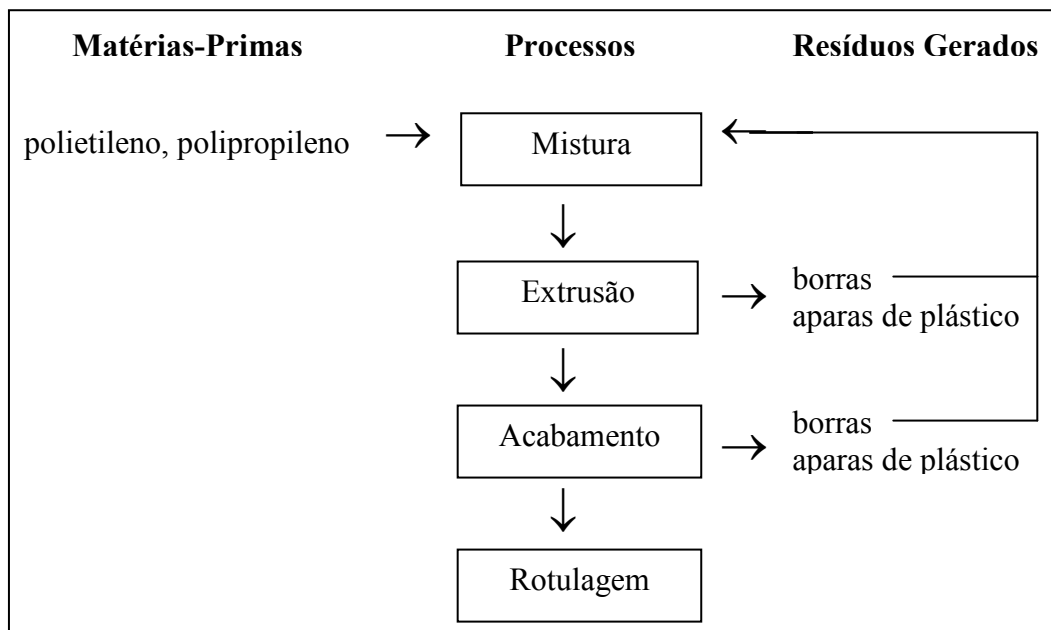 Matérias-Primas Processos Resíduos Gerados
polietileno, polipropileno
Mistura
Extrusão
borras
aparas de plástico
Acabamento
borras
aparas de plástico
Rotulagem